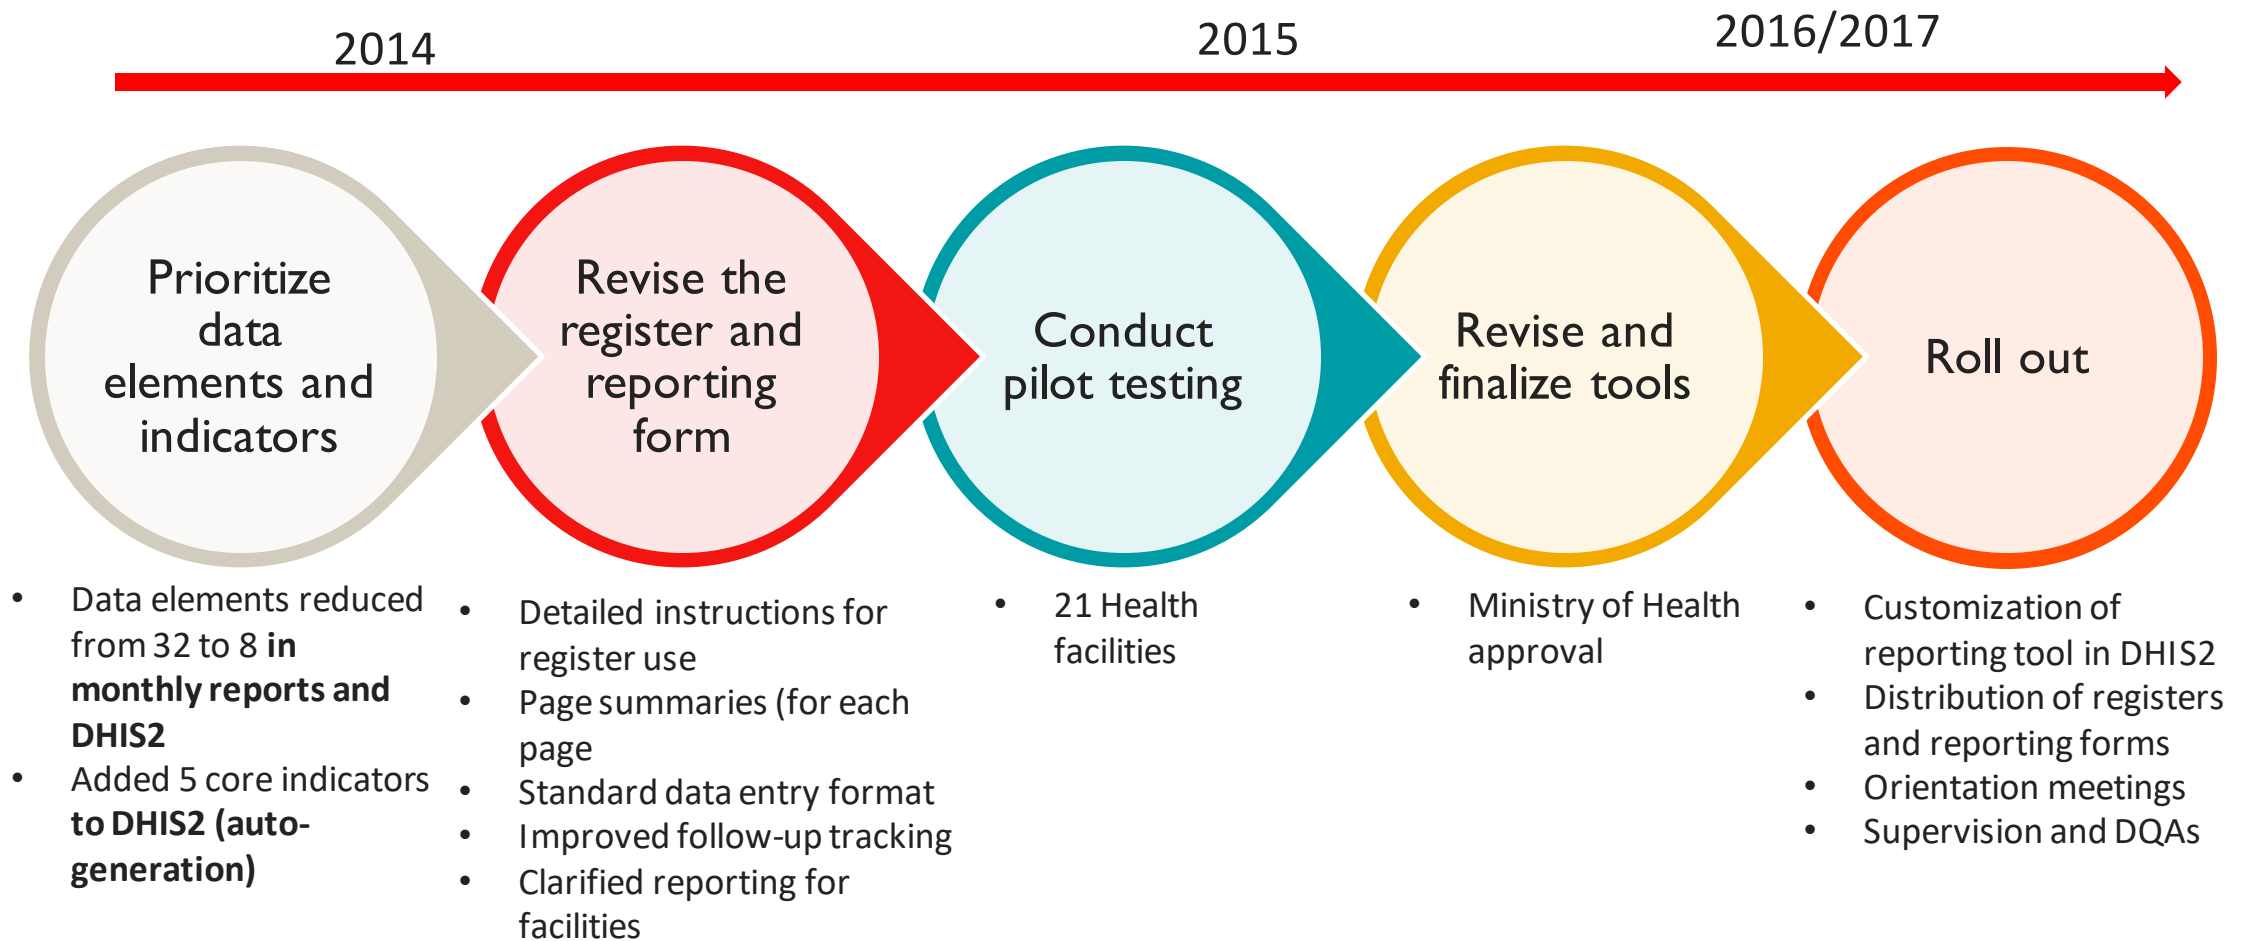 2014
2015
2016/2017
Prioritize
data
elements and
indicators
Revise the
register and
reporting
form
Conduct
pilot testing
Revise and
finalize tools
Roll out
• Data elements reduced
from 32 to 8 in
monthly reports and
DHIS2
• Added 5 core indicators
to DHIS2 (auto-
generation)
• Detailed instructions for
register use
• Page summaries (for each
page
• Standard data entry format
• Improved follow-up tracking
• Clarified reporting for
facilities
• 21 Health
facilities
• Ministry of Health
approval
• Customization of
reporting tool in DHIS2
• Distribution of registers
and reporting forms
• Orientation meetings
• Supervision and DQAs